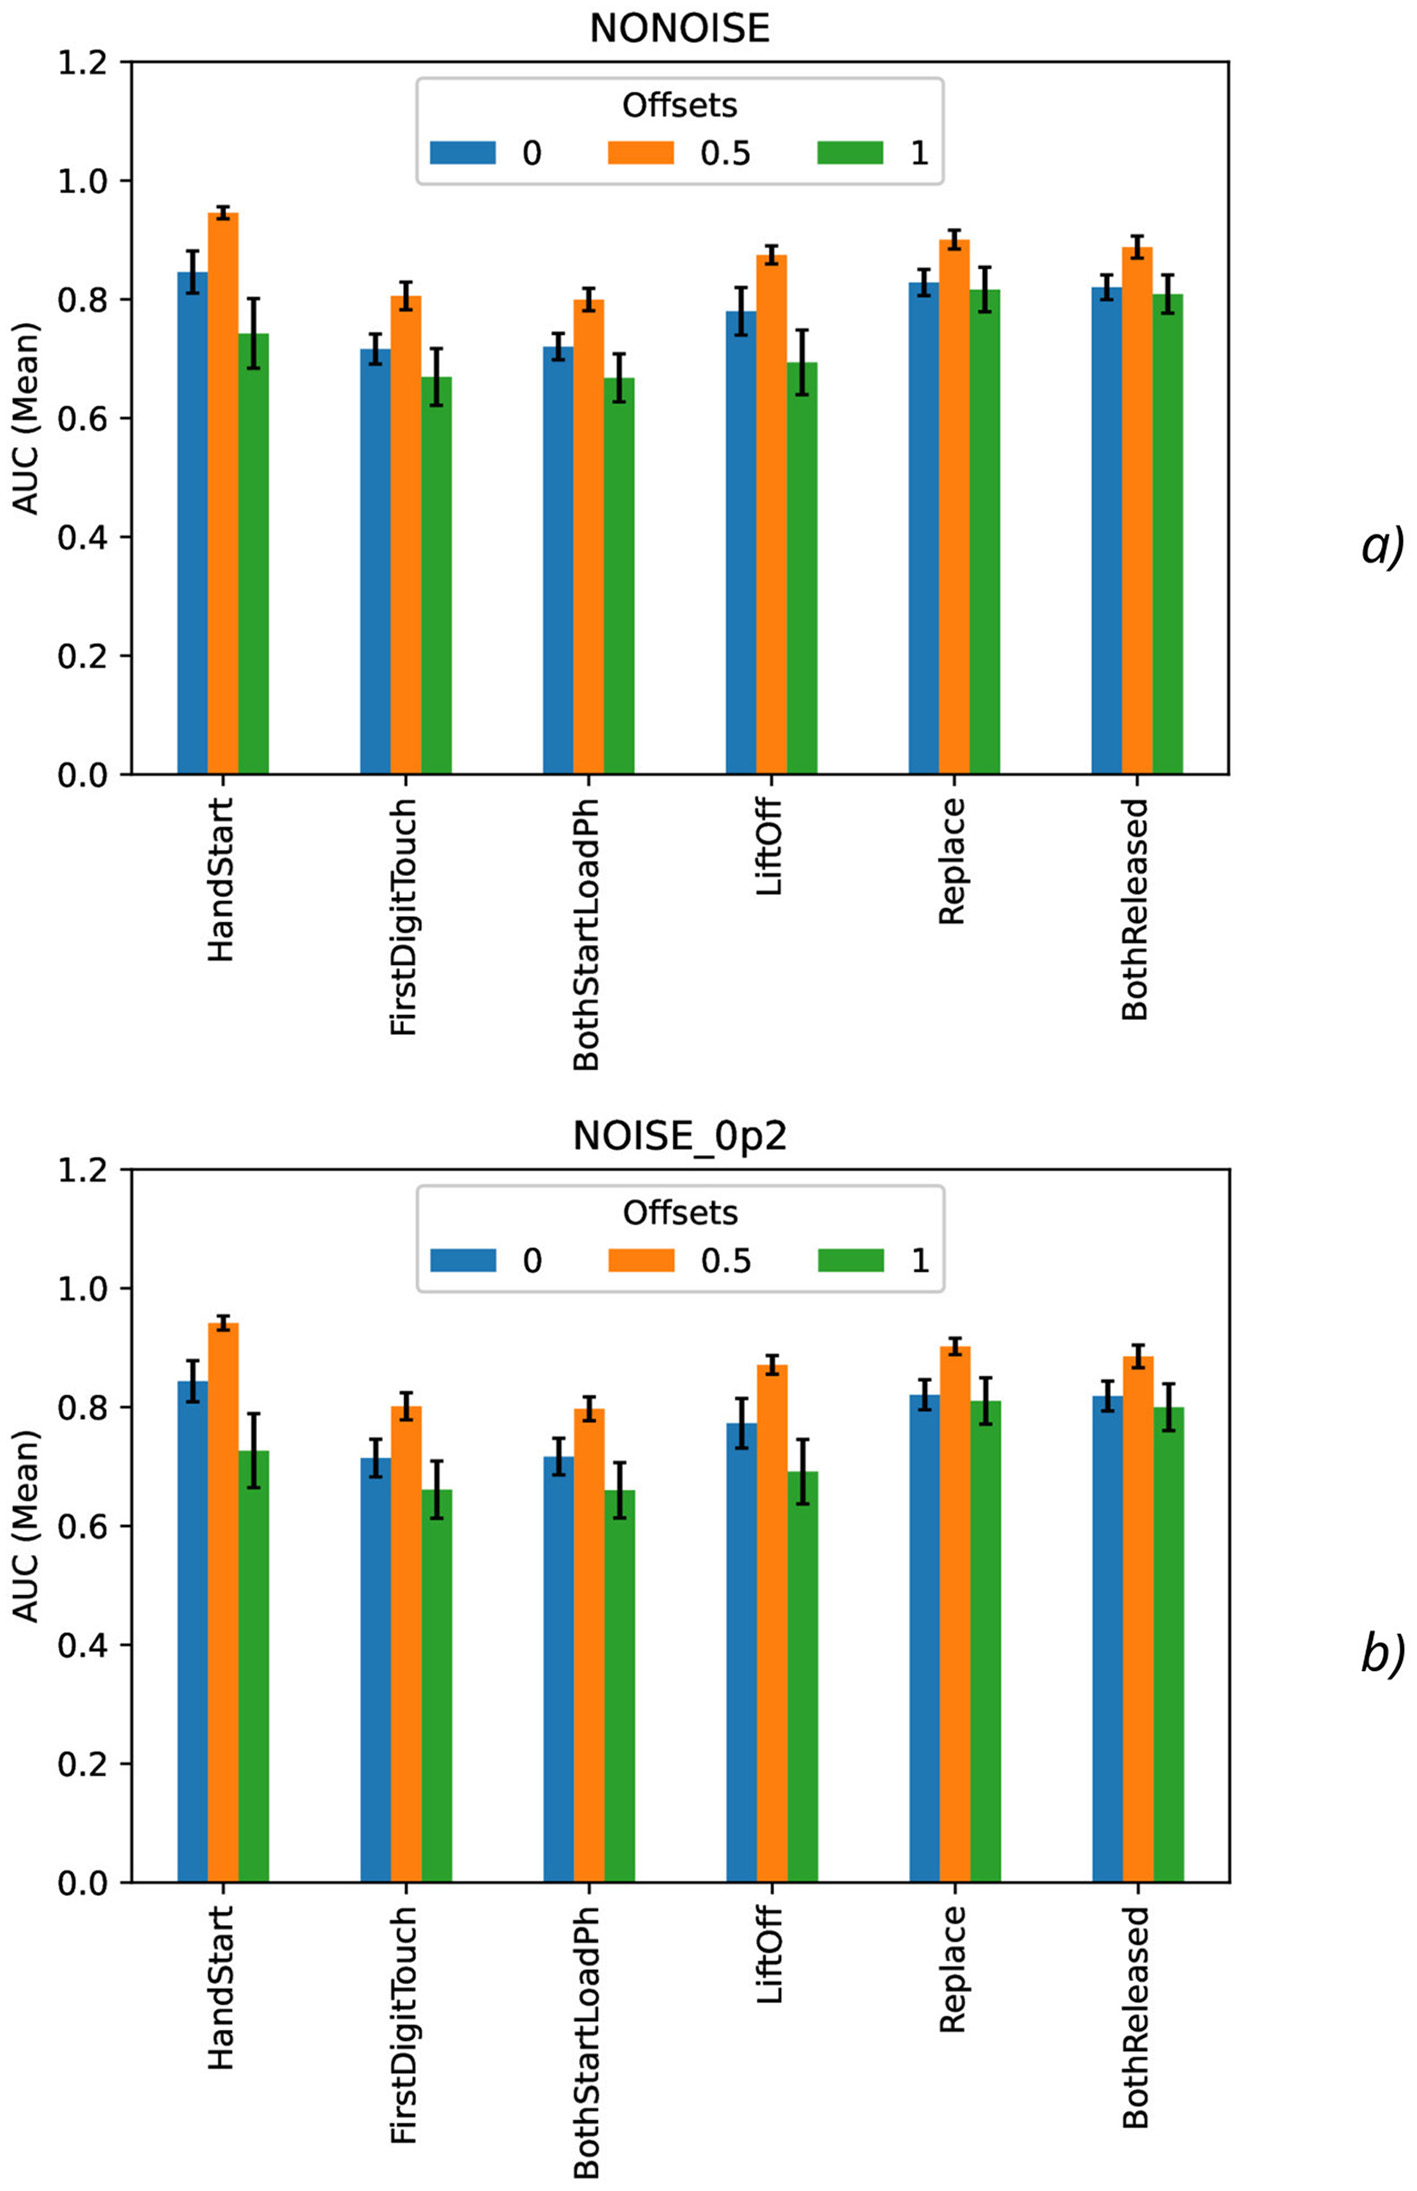 NONOISE
1.2
Offsets
0 0.5 1
1.0
0.8
0.6
0.4
0.2
0.0
AUC (Mean)
HandStart
FirstDigitTouch
BothStartLoadPh
LiftOff
Replace
BothReleased
a)
NOISE_0p2
1.2
Offsets
0 0.5 1
1.0
0.8
0.6
0.4
0.2
0.0
AUC (Mean)
HandStart
FirstDigitTouch
BothStartLoadPh
LiftOff
Replace
BothReleased
b)